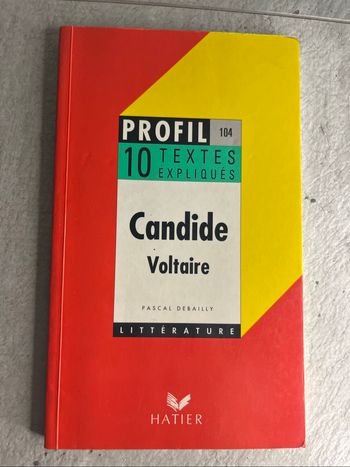 PROFIL 104
10 TEXTES
EXPLIQUÉS
Candide
Voltaire
PASCAL DEBAILLY
LITTÉRATURE
HATIER